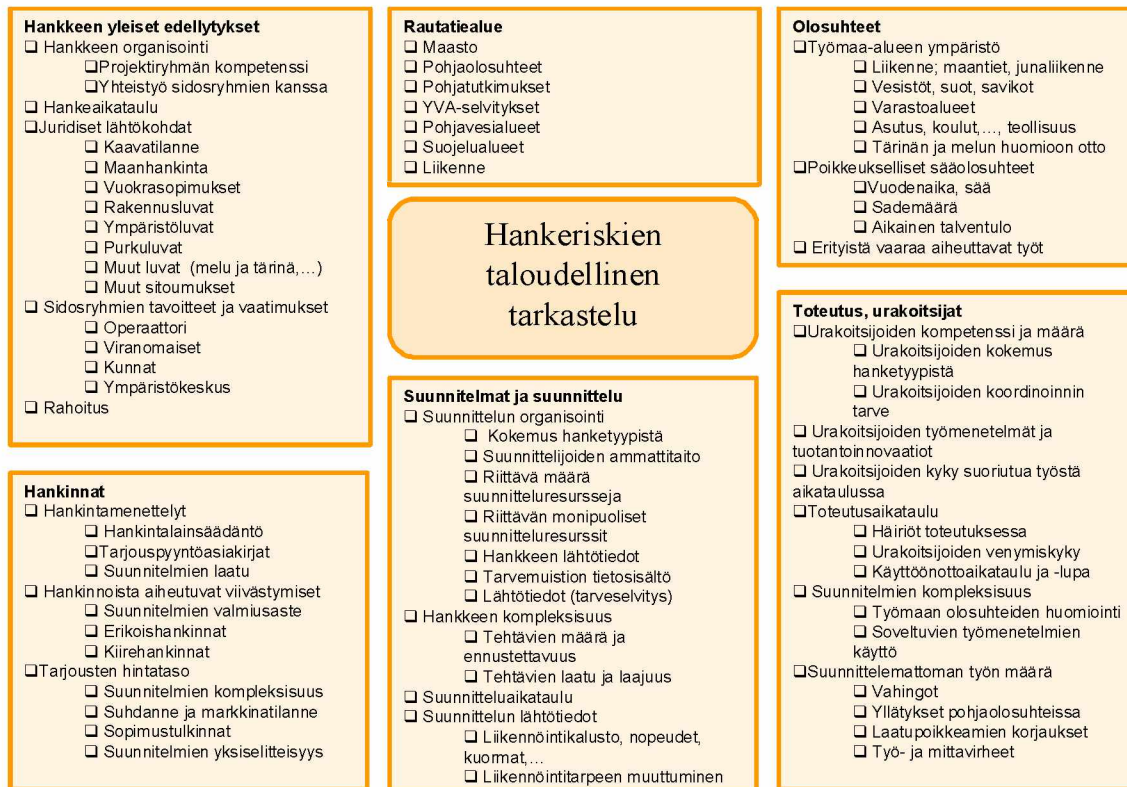 Hankkeen yleiset edellytykset
❑ Hankkeen organisointi
❑Projektiryhmän kompetenssi
❑Yhteistyö sidosryhmien kanssa
❑ Hankeaikataulu
❑Juridiset lähtökohdat
❑ Kaavatilanne
❑ Maanhankinta
❑ Vuokrasopimukset
❑ Rakennusluvat
❑ Ympäristöluvat
❑ Purkuluvat
❑ Muut luvat (melu ja tärinä,…)
❑ Muut sitoumukset
❑ Sidosryhmien tavoitteet ja vaatimukset
❑ Operaattori
❑ Viranomaiset
❑ Kunnat
❑ Ympäristökeskus
❑ Rahoitus
Hankinnat
❑ Hankintamenettelyt
❑ Hankintalainsäädäntö
❑Tarjouspyyntöasiakirjat
❑ Suunnitelmien laatu
❑ Hankinnoista aiheutuvat viivästymiset
❑ Suunnitelmien valmiusaste
❑ Erikoishankinnat
❑ Kiirehankinnat
❑Tarjousten hintataso
❑ Suunnitelmien kompleksisuus
❑ Suhdanne ja markkinatilanne
❑ Sopimustulkinnat
❑ Suunnitelmien yksiselitteisyys
Rautatiealue
❑ Maasto
❑ Pohjaolosuhteet
❑ Pohjatutkimukset
❑ YVA-selvitykset
❑ Pohjavesialueet
❑ Suojelualueet
❑ Liikenne
Hankeriskien
taloudellinen
tarkastelu
Suunnitelmat ja suunnittelu
❑ Suunnittelun organisointi
❑ Kokemus hanketyypistä
❑ Suunnittelijoiden ammattitaito
❑ Riittävä määrä
suunnitteluresursseja
❑ Riittävän monipuoliset
suunnitteluresurssit
❑ Hankkeen lähtötiedot
❑ Tarvemuistion tietosisältö
❑ Lähtötiedot (tarveselvitys)
❑ Hankkeen kompleksisuus
❑ Tehtävien määrä ja
ennustettavuus
❑ Tehtävien laatu ja laajuus
❑ Suunnitteluaikataulu
❑ Suunnittelun lähtötiedot
❑ Liikennöintikalusto, nopeudet,
kuormat,…
❑ Liikennöintitarpeen muuttuminen
Olosuhteet
❑Työmaa-alueen ympäristö
❑ Liikenne; maantiet, junaliikenne
❑ Vesistöt, suot, savikot
❑ Varastoalueet
❑ Asutus, koulut,…, teollisuus
❑ Tärinän ja melun huomioon otto
❑Poikkeukselliset sääolosuhteet
❑Vuodenaika, sää
❑ Sademäärä
❑ Aikainen talventulo
❑ Erityistä vaaraa aiheuttavat työt
Toteutus, urakoitsijat
❑Urakoitsijoiden kompetenssi ja määrä
❑ Urakoitsijoiden kokemus
hanketyypistä
❑ Urakoitsijoiden koordinoinnin
tarve
❑ Urakoitsijoiden työmenetelmät ja
tuotantoinnovaatiot
❑ Urakoitsijoiden kyky suoriutua työstä
aikataulussa
❑Toteutusaikataulu
❑ Häiriöt toteutuksessa
❑ Urakoitsijoiden venymiskyky
❑ Käyttöönottoaikataulu ja -lupa
❑ Suunnitelmien kompleksisuus
❑ Työmaan olosuhteiden huomiointi
❑ Soveltuvien työmenetelmien
käyttö
❑Suunnittelemattoman työn määrä
❑ Vahingot
❑ Yllätykset pohjaolosuhteissa
❑ Laatupoikkeamien korjaukset
❑ Työ- ja mittavirheet